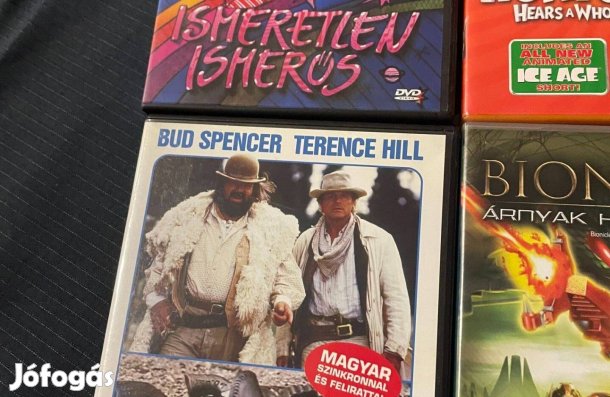 ISMERETLEN
ISMERŐS
DVD
VIDEO
HEARS A WHO
INCLUDES AN
ALL NEW
ANIMATED
ICE AGE
SHORT!
BUD SPENCER TERENCE HILL
MAGYAR
SZINKRONNAL
ÉS FELIRATTAL
BION
ÁRNYAK
Jófogás